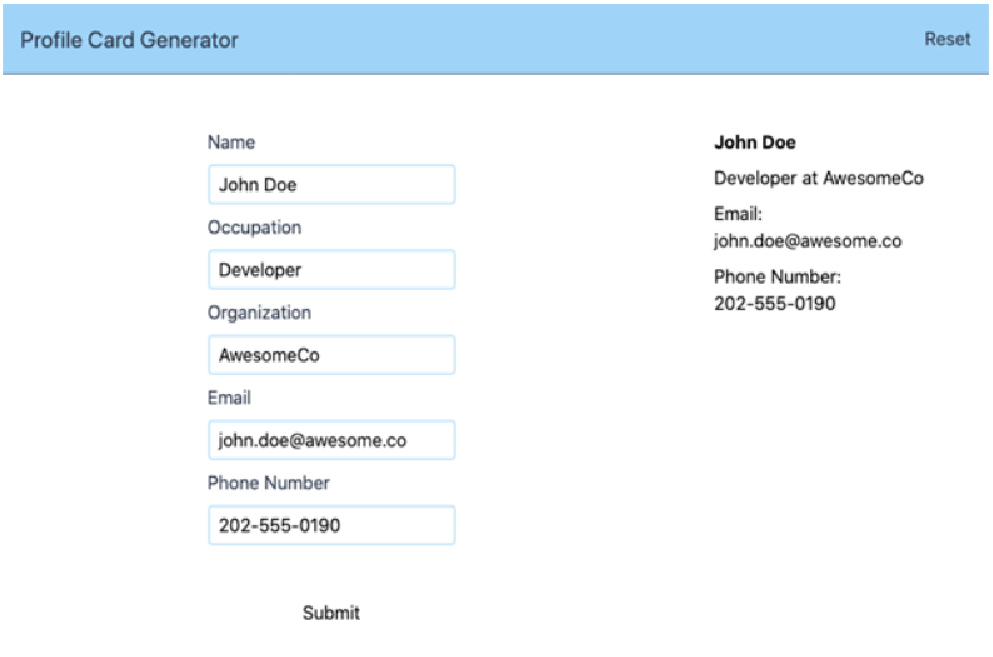 Profile Card Generator
Reset
Name
John Doe
Occupation
Developer
Organization
AwesomeCo
Email
john.doe@awesome.co
Phone Number
202-555-0190
Submit
John Doe
Developer at AwesomeCo
Email:
john.doe@awesome.co
Phone Number:
202-555-0190